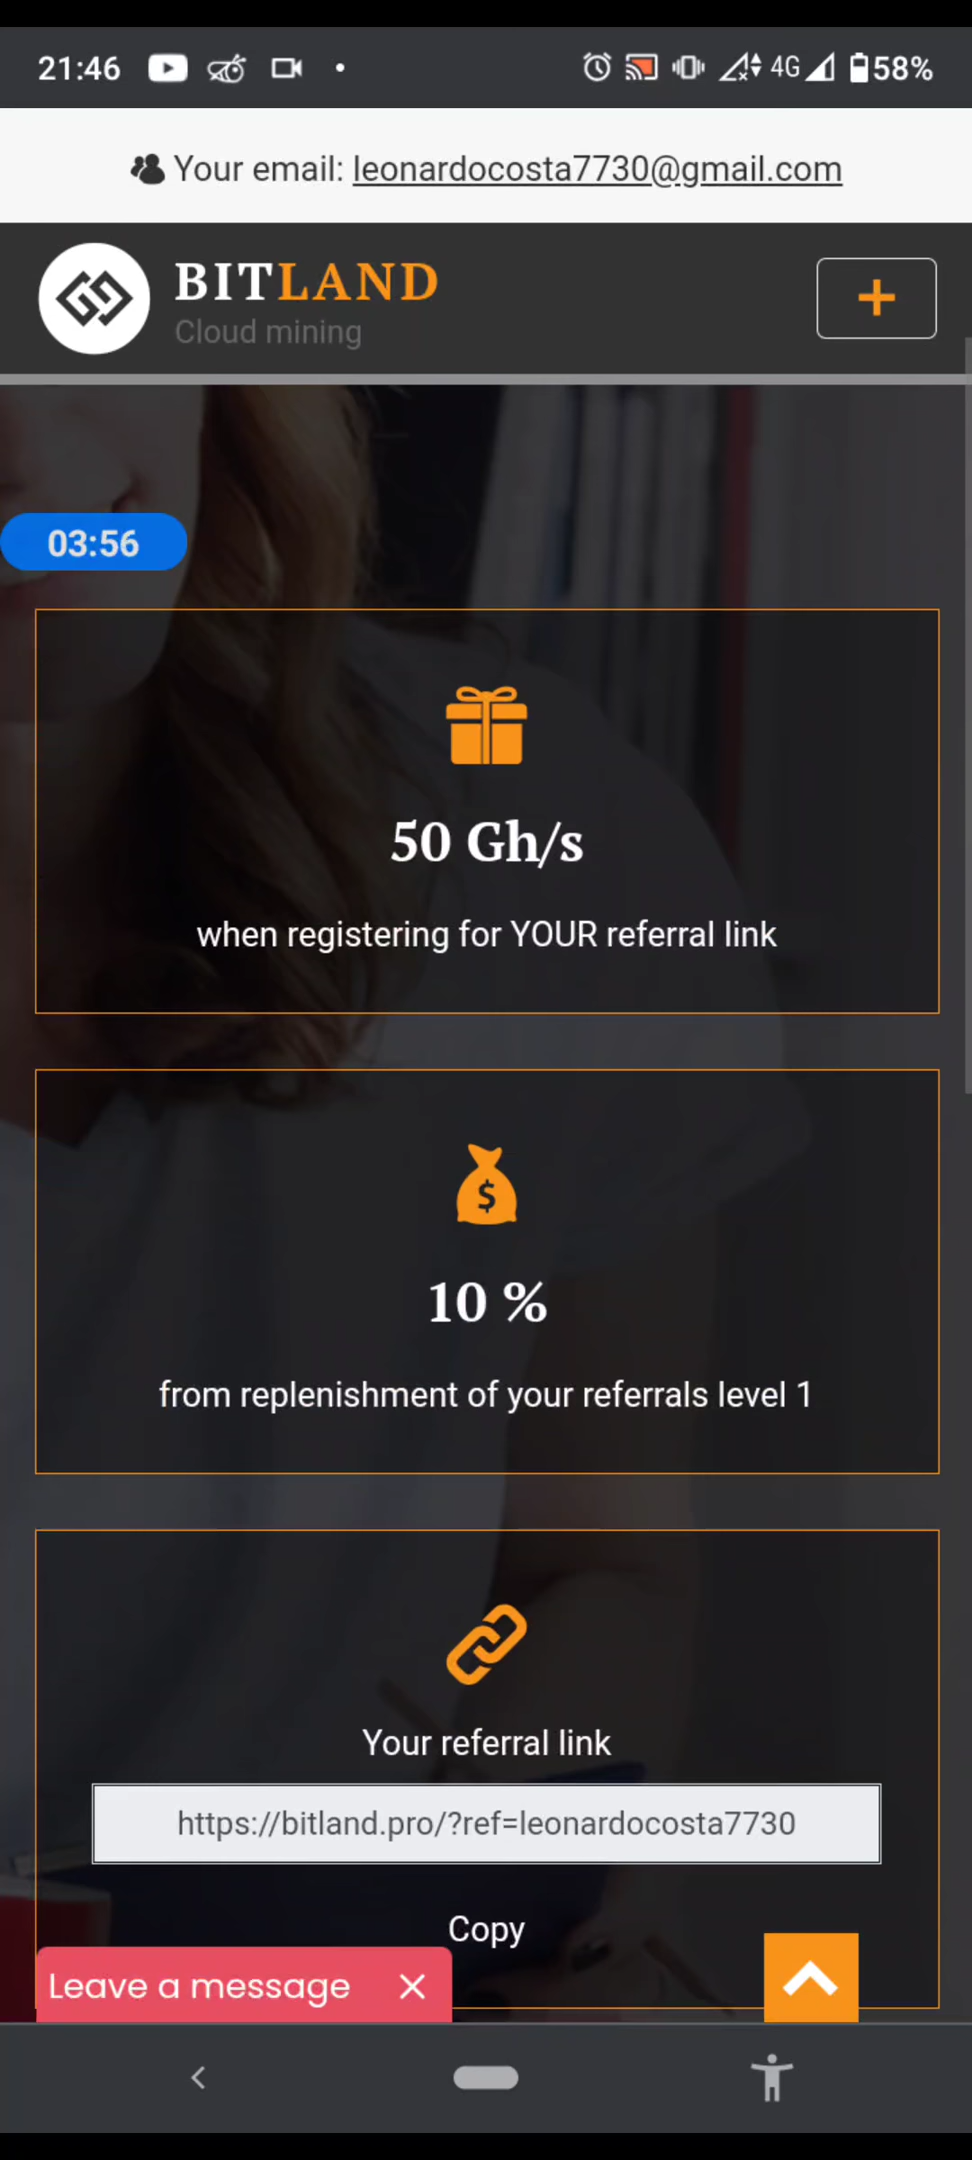 21:46
4G
58%
Your email: leonardocosta7730@gmail.com
BITLAND
Cloud mining
03:56
50 Gh/s
when registering for YOUR referral link
10 %
from replenishment of your referrals level 1
Your referral link
https://bitland.pro/?ref=leonardocosta7730
Copy
Leave a message